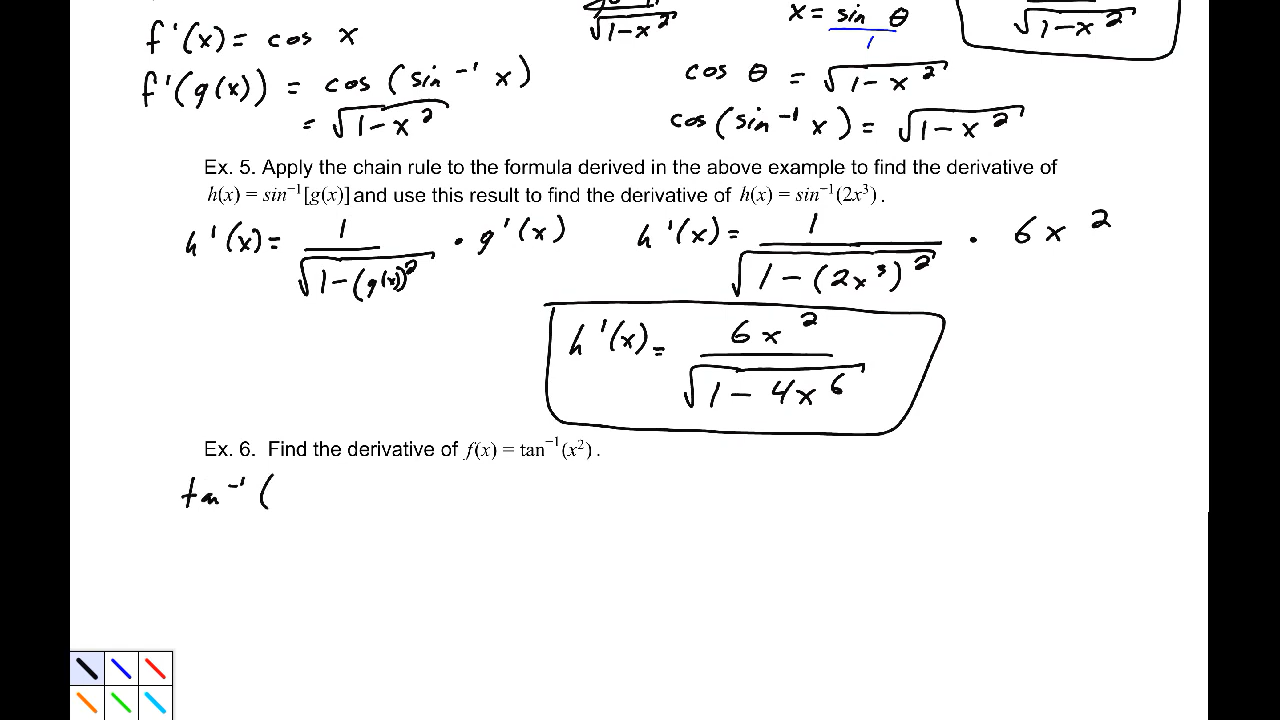 √1-x²
x = sin θ
1
√1-x²
f'(x) = cos x
f'(g(x)) = cos (sin⁻¹ x)
cos θ = √1-x²
= √1-x²
cos (sin⁻¹ x) = √1-x²
Ex. 5. Apply the chain rule to the formula derived in the above example to find the derivative of
h(x) = sin⁻¹[g(x)] and use this result to find the derivative of h(x) = sin⁻¹(2x³).
h'(x) = 1/√1-(g(x))² · g'(x)
h'(x) = 1/√1-(2x³)² · 6x²
h'(x) = 6x²/√1-4x⁶
Ex. 6. Find the derivative of f(x) = tan⁻¹(x²).
tan⁻¹ (